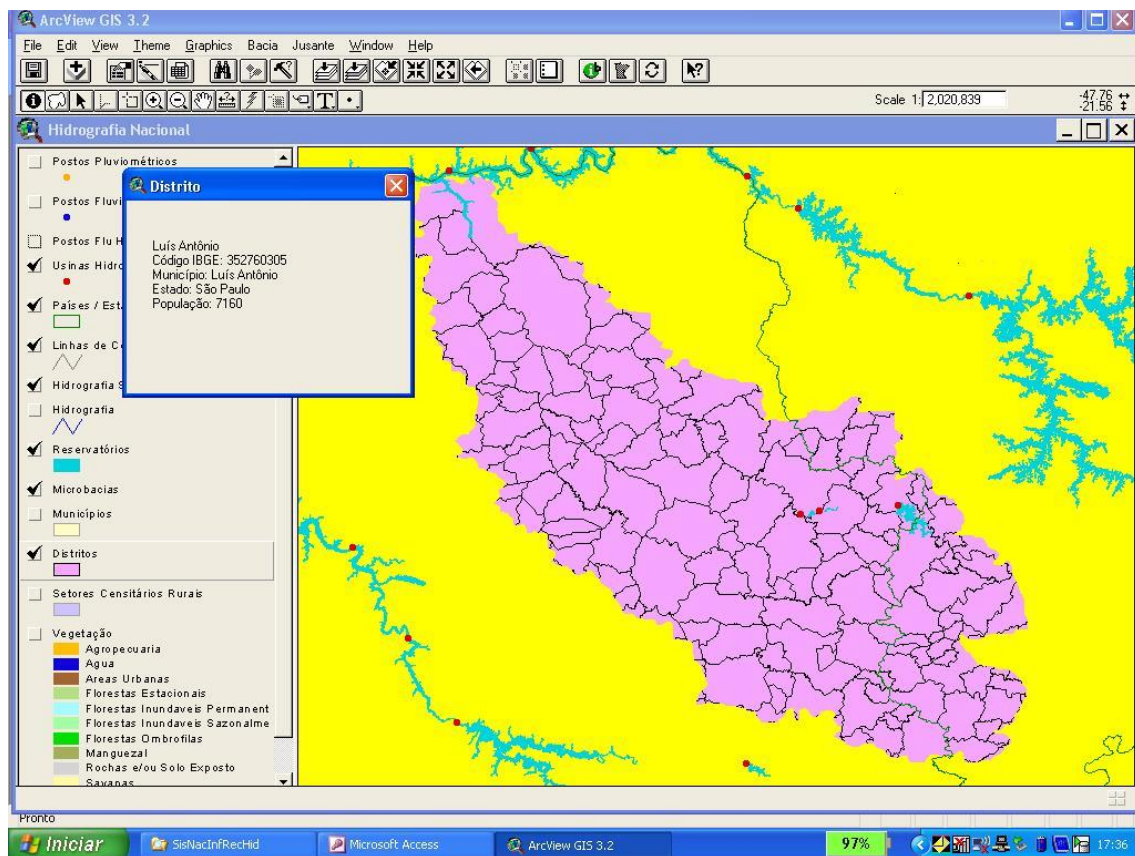 ArcView GIS 3.2
File Edit View Theme Graphics Bacia Jusante Window Help
Scale 1: 2,020,839
-47.76
-21.56
Hidrografia Nacional
Postos Pluviométricos
Postos Fluvi
Postos Flu H
Usinas Hidro
Países / Est
Linhas de C
Hidrografia S
Hidrografia
Reservatórios
Microbacias
Municípios
Distritos
Setores Censitários Rurais
Vegetação
Agropecuaria
Agua
Areas Urbanas
Florestas Estacionais
Florestas Inundaveis Permanent
Florestas Inundaveis Sazonalme
Florestas Ombrofilas
Manguezal
Rochas e/ou Solo Exposto
Savanas
Distrito
Luís Antônio
Código IBGE: 352760305
Município: Luís Antônio
Estado: São Paulo
População: 7160
Pronto
Iniciar
SisNacInfRecHid
Microsoft Access
ArcView GIS 3.2
97%
17:36